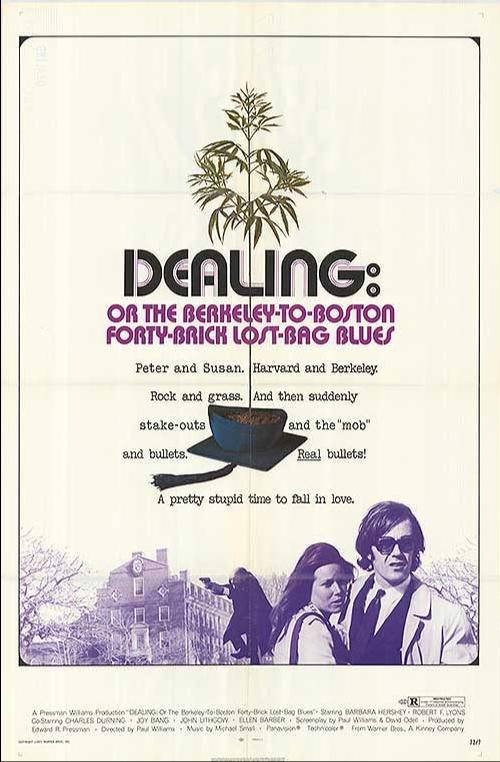 DEALING:
OR THE BERKELEY-TO-BOSTON
FORTY-BRICK LOST-BAG BLUES
Peter and Susan. Harvard and Berkeley.
Rock and grass. And then suddenly
stake-outs and the "mob"
and bullets. Real bullets!
A pretty stupid time to fall in love.
R RESTRICTED
A Pressman Williams Production "DEALING: Or The Berkeley-To-Boston Forty-Brick Lost-Bag Blues" · Starring BARBARA HERSHEY · ROBERT F. LYONS
Co-Starring CHARLES DURNING · JOY BANG · JOHN LITHGOW · ELLEN BARBER · Screenplay by Paul Williams & David Odell · Produced by
Edward R. Pressman · Directed by Paul Williams · Music by Michael Small · Panavision® Technicolor® From Warner Bros., A Kinney Company
72/7